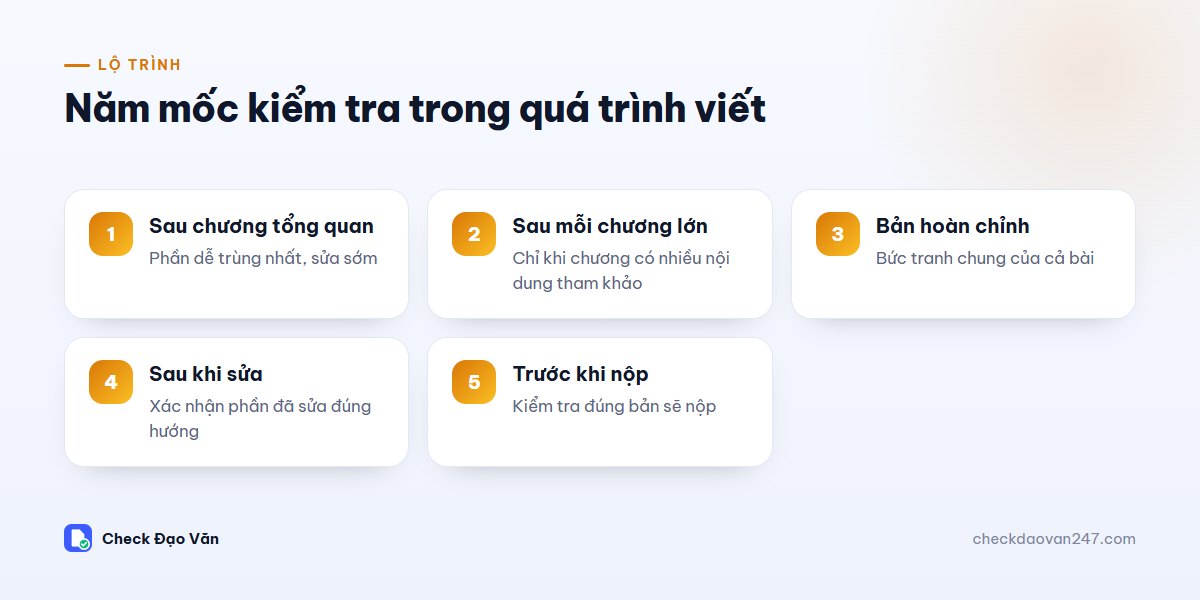 LỘ TRÌNH
Năm mốc kiểm tra trong quá trình viết
1
Sau chương tổng quan
Phần dễ trùng nhất, sửa sớm
2
Sau mỗi chương lớn
Chỉ khi chương có nhiều nội
dung tham khảo
3
Bản hoàn chỉnh
Bức tranh chung của cả bài
4
Sau khi sửa
Xác nhận phần đã sửa đúng
hướng
5
Trước khi nộp
Kiểm tra đúng bản sẽ nộp
Check Đạo Văn
checkdaovan247.com